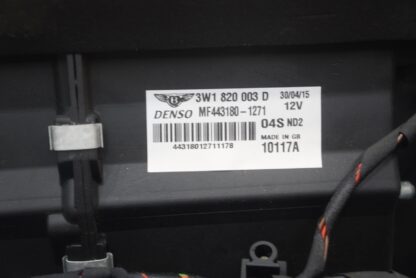 3W1 820 003 D 30/04/15
DENSO MF443180-1271 12V
04S ND2
MADE IN GB
44318012711178 10117A